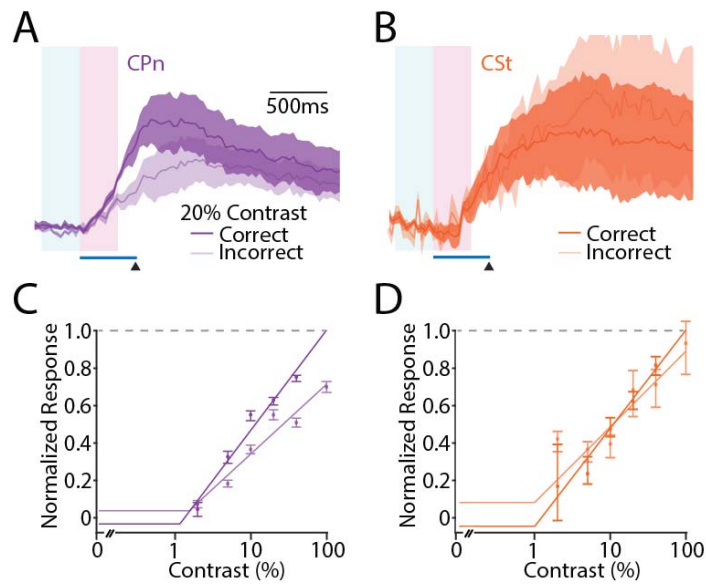 A
CPn
500ms
20% Contrast
Correct
Incorrect
B
CSt
Correct
Incorrect
C
Normalized Response
1.0
0.8
0.6
0.4
0.2
0
0
1
10
100
Contrast (%)
D
Normalized Response
1.0
0.8
0.6
0.4
0.2
0
0
1
10
100
Contrast (%)